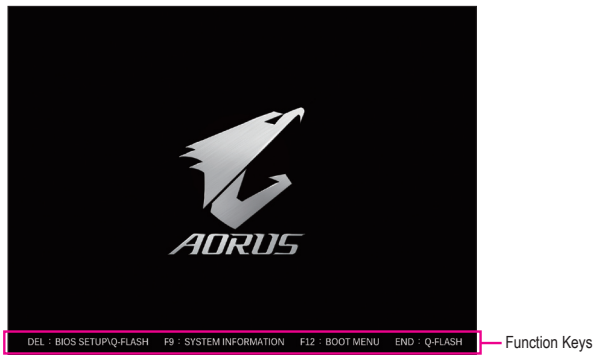 AORUS
DEL : BIOS SETUP\Q-FLASH F9 : SYSTEM INFORMATION F12 : BOOT MENU END : Q-FLASH
Function Keys